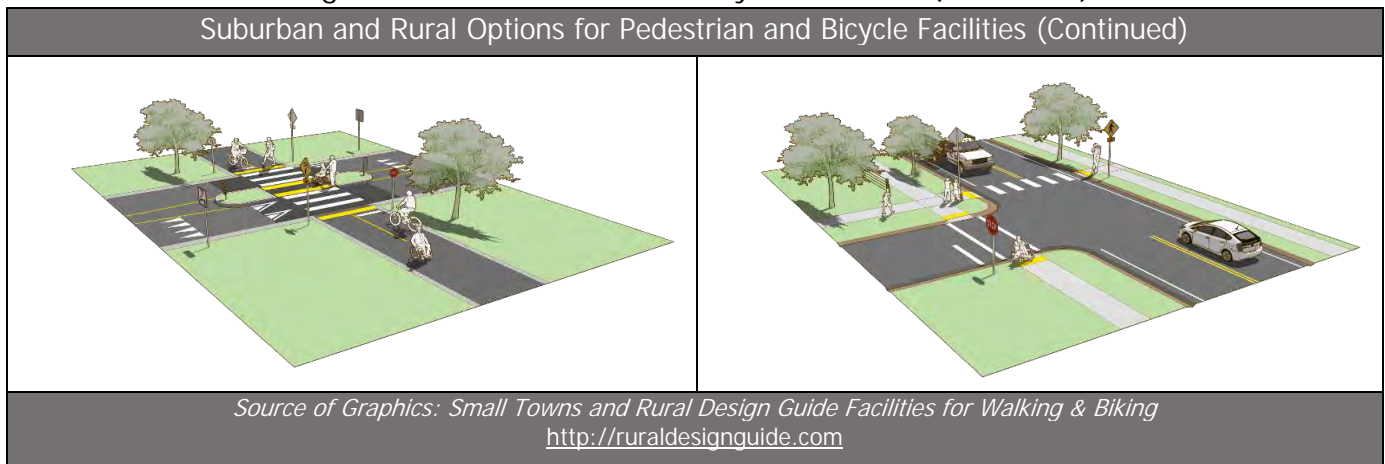 Suburban and Rural Options for Pedestrian and Bicycle Facilities (Continued)
Source of Graphics: Small Towns and Rural Design Guide Facilities for Walking & Biking
http://ruraldesignguide.com